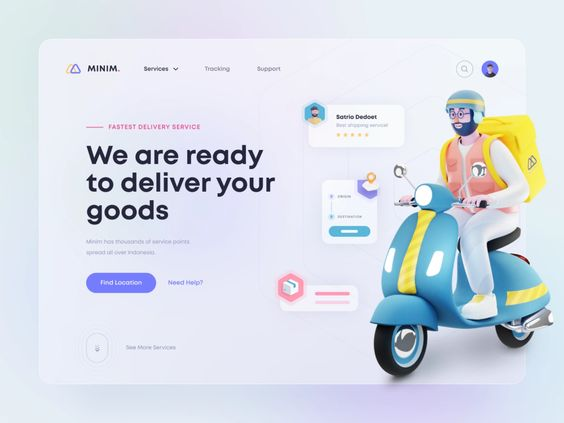 MINIM.
Services
Tracking
Support
FASTEST DELIVERY SERVICE
We are ready
to deliver your
goods
Minim has thousands of service points
spread all over Indonesia.
Find Location
Need Help?
See More Services
Satrio Dedoet
Best shipping service!
ORIGIN
DESTINATION